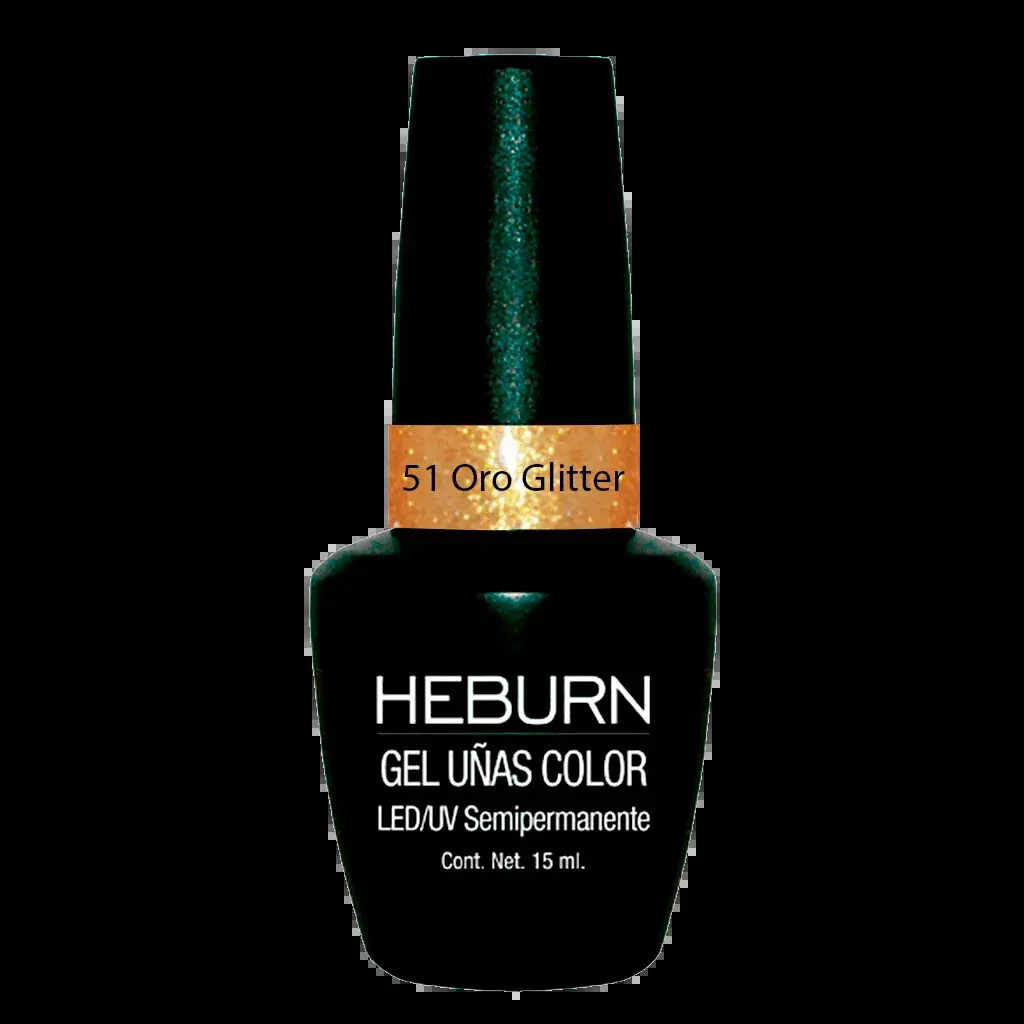 51 Oro Glitter
HEBURN
GEL UÑAS COLOR
LED/UV Semipermanente
Cont. Net. 15 ml.